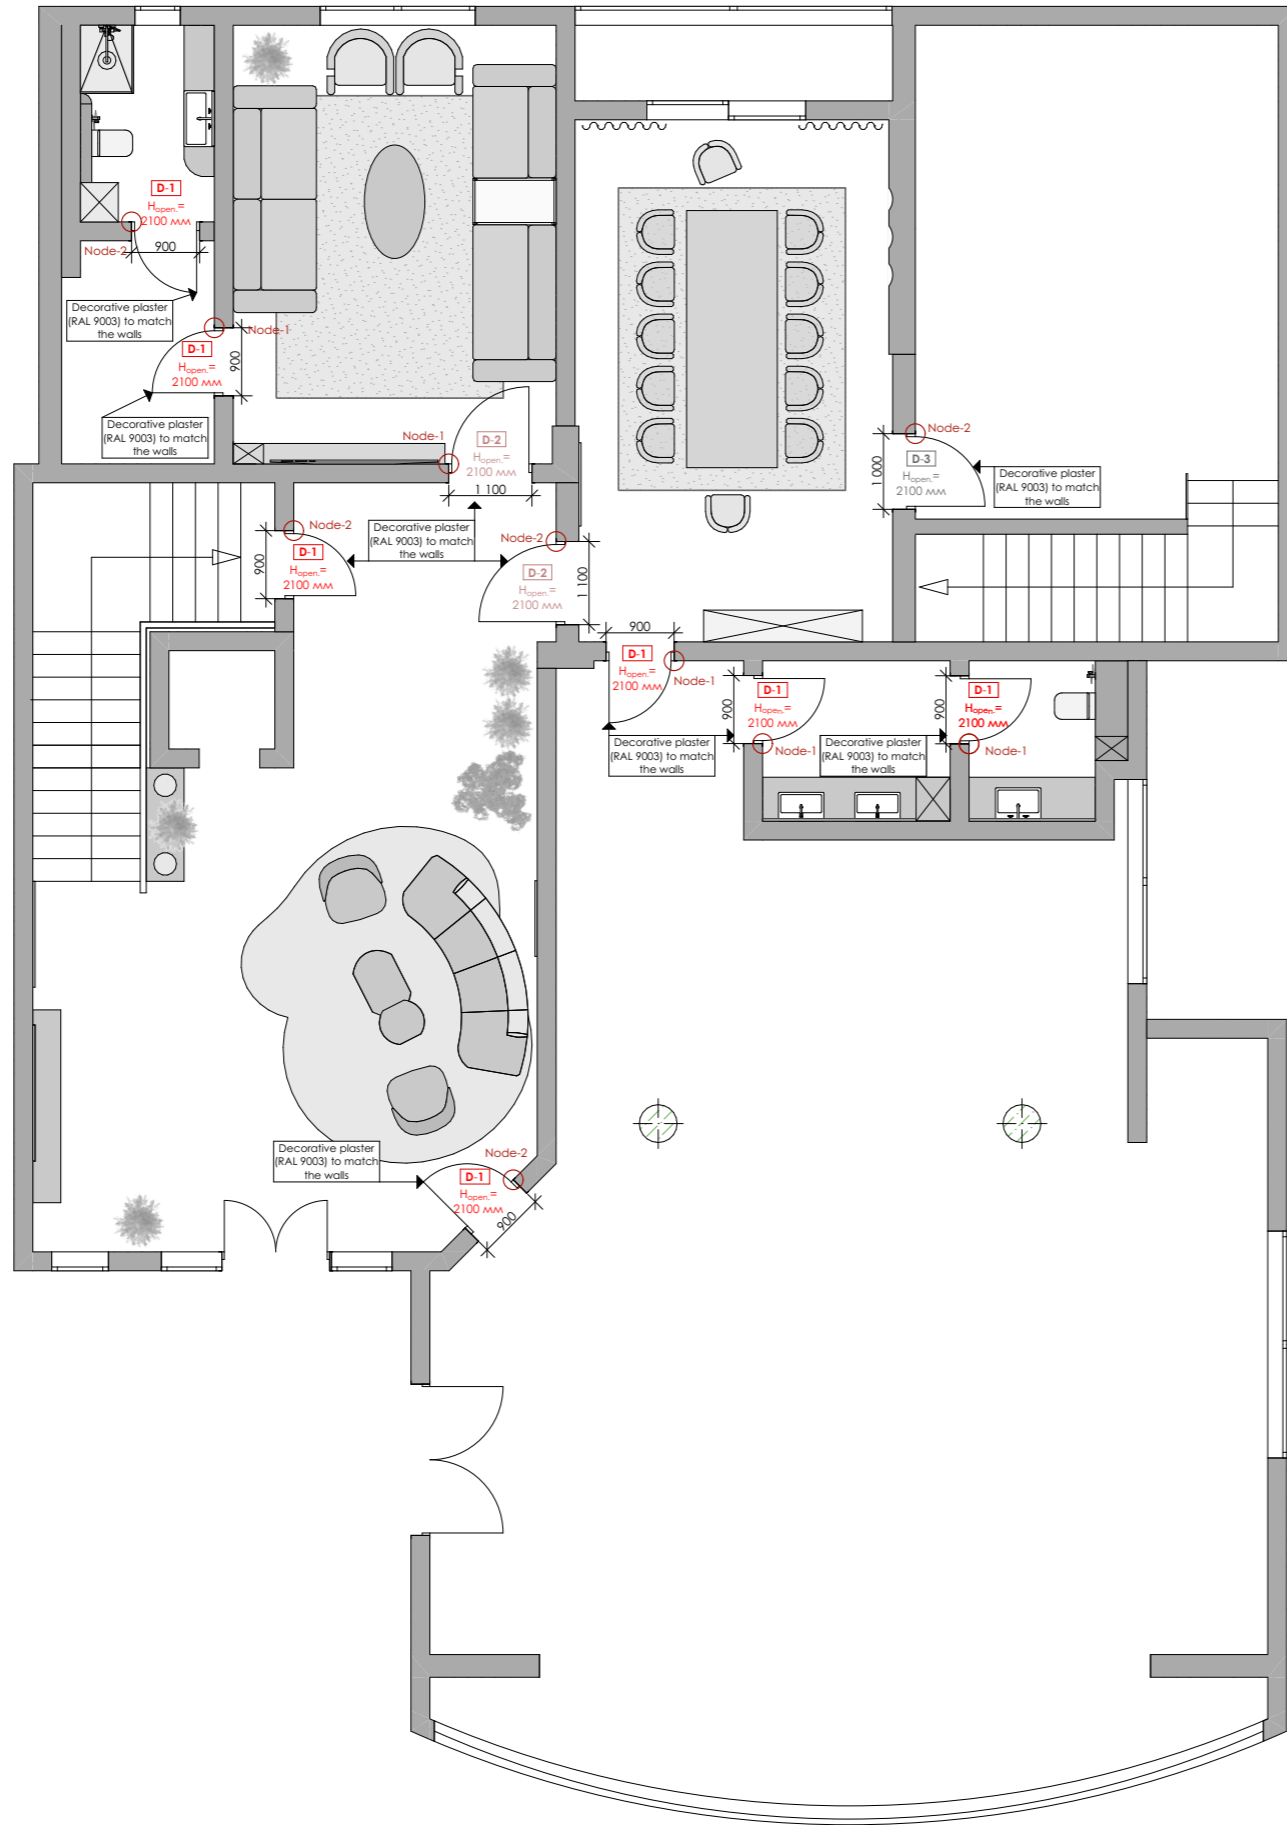 D-1
Hopen.=
2100 мм
Node-2
900
Decorative plaster
(RAL 9003) to match
the walls
Node-1
D-1
Hopen.=
2100 мм
900
Decorative plaster
(RAL 9003) to match
the walls
Node-1
D-2
Hopen.=
2100 мм
1 100
Node-2
D-3
Hopen.=
2100 мм
1 000
Decorative plaster
(RAL 9003) to match
the walls
Node-2
D-1
Hopen.=
2100 мм
900
Decorative plaster
(RAL 9003) to match
the walls
Node-2
D-2
Hopen.=
2100 мм
1 100
900
D-1
Hopen.=
2100 мм
Node-1
Decorative plaster
(RAL 9003) to match
the walls
900
D-1
Hopen.=
2100 мм
Node-1
Decorative plaster
(RAL 9003) to match
the walls
900
D-1
Hopen.=
2100 мм
Node-1
Decorative plaster
(RAL 9003) to match
the walls
Node-2
D-1
Hopen.=
2100 мм
900